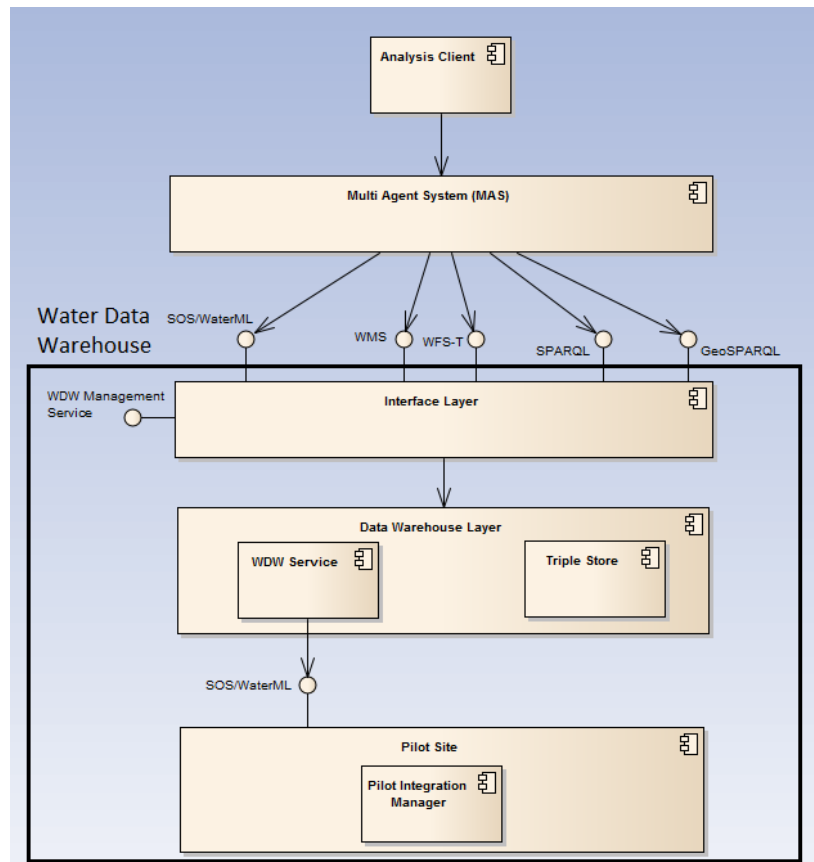 Analysis Client
Multi Agent System (MAS)
Water Data
Warehouse
SOS/WaterML
WMS
WFS-T
SPARQL
GeoSPARQL
WDW Management
Service
Interface Layer
Data Warehouse Layer
WDW Service
Triple Store
SOS/WaterML
Pilot Site
Pilot Integration
Manager